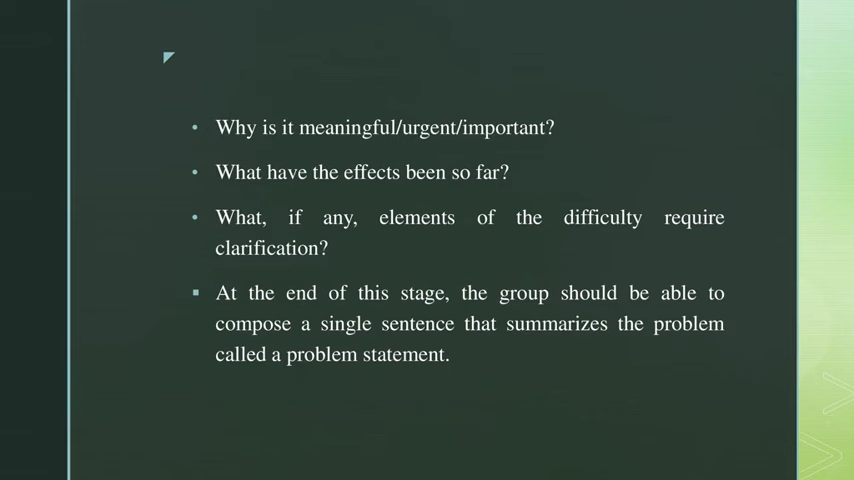 • Why is it meaningful/urgent/important?
• What have the effects been so far?
• What, if any, elements of the difficulty require
clarification?
▪ At the end of this stage, the group should be able to
compose a single sentence that summarizes the problem
called a problem statement.